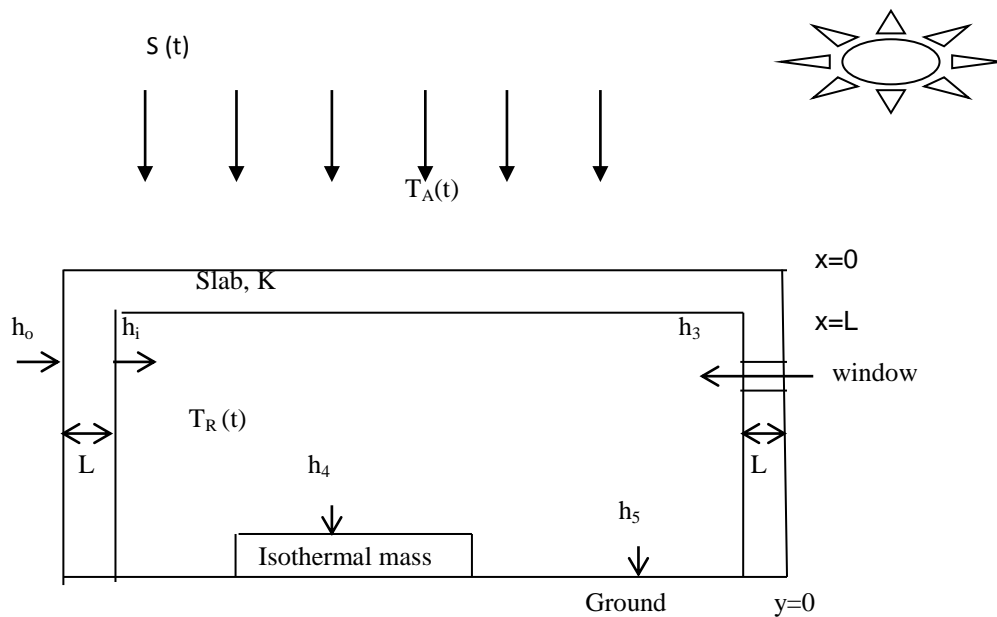 S (t)
T_A(t)
x=0
Slab, K
x=L
h_o
h_i
h_3
window
T_R (t)
L
L
h_4
h_5
Isothermal mass
Ground
y=0